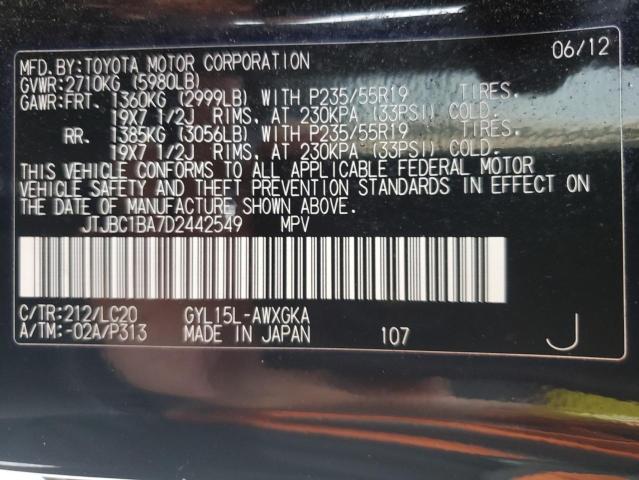 MFD.BY:TOYOTA MOTOR CORPORATION 06/12
GVWR:2710KG (5980LB)
GAWR:FRT. 1360KG (2999LB) WITH P235/55R19 TIRES.
19X7 1/2J RIMS, AT 230KPA (33PSI) COLD.
RR. 1385KG (3056LB) WITH P235/55R19 TIRES.
19X7 1/2J RIMS, AT 230KPA (33PSI) COLD.
THIS VEHICLE CONFORMS TO ALL APPLICABLE FEDERAL MOTOR
VEHICLE SAFETY AND THEFT PREVENTION STANDARDS IN EFFECT ON
THE DATE OF MANUFACTURE SHOWN ABOVE.
JTJBC1BA7D2442549 MPV
C/TR:212/LC20 GYL15L-AWXGKA
A/TM:-02A/P313 MADE IN JAPAN 107 J